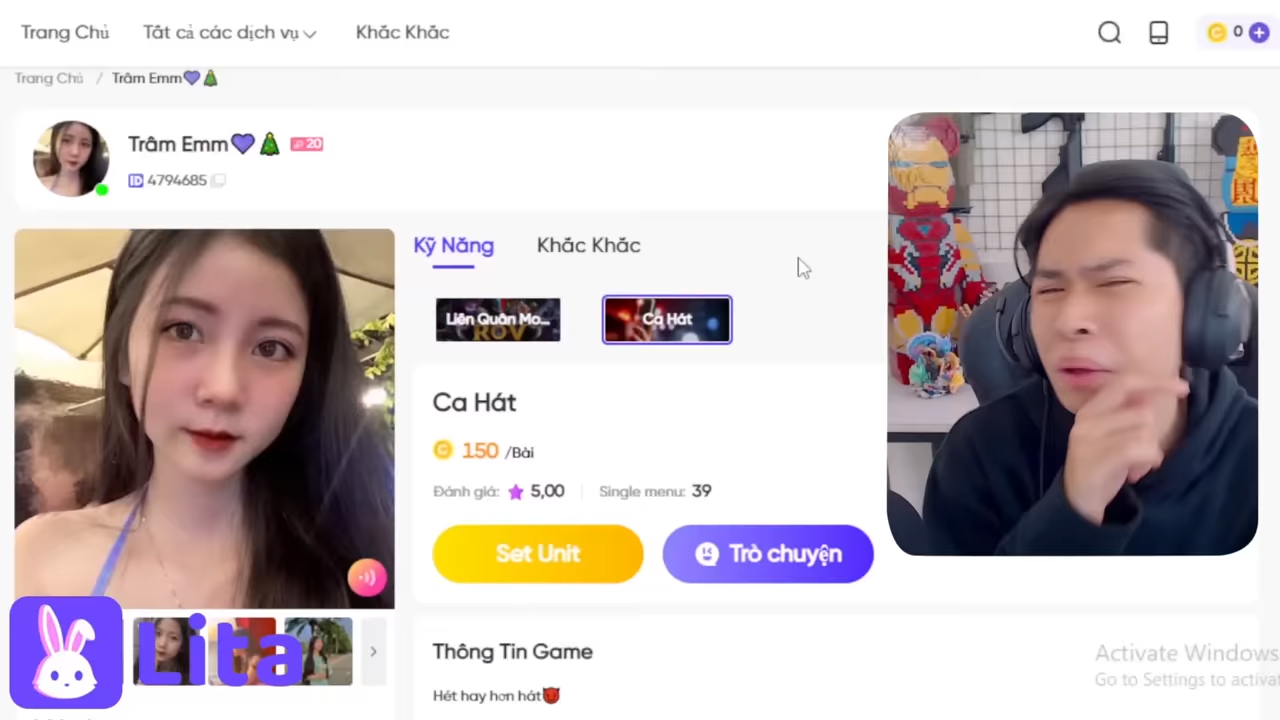 Trang Chủ Tất cả các dịch vụ Khắc Khắc 0
Trang Chủ / Trâm Emm💜🎄
Trâm Emm💜🎄 20
ID 4794685
Kỹ Năng Khắc Khắc
Liên Quân Mo... Ca Hát
ROV
Ca Hát
150 /Bài
Đánh giá: 5,00 Single menu: 39
Set Unit Trò chuyện
Lita
Thông Tin Game
Hét hay hơn hát😈
Activate Windows
Go to Settings to activat